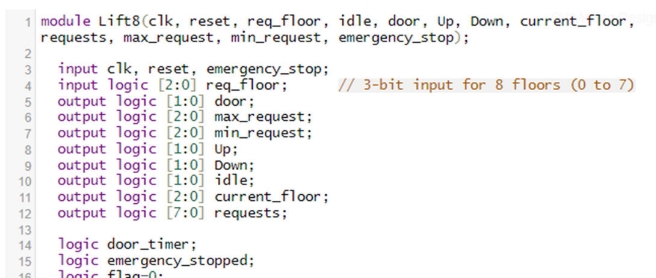 1 module Lift8(clk, reset, req_floor, idle, door, Up, Down, current_floor,
requests, max_request, min_request, emergency_stop);
2
3 input clk, reset, emergency_stop;
4 input logic [2:0] req_floor; // 3-bit input for 8 floors (0 to 7)
5 output logic [1:0] door;
6 output logic [2:0] max_request;
7 output logic [2:0] min_request;
8 output logic [1:0] Up;
9 output logic [1:0] Down;
10 output logic [1:0] idle;
11 output logic [2:0] current_floor;
12 output logic [7:0] requests;
13
14 logic door_timer;
15 logic emergency_stopped;
16 logic flag=0;